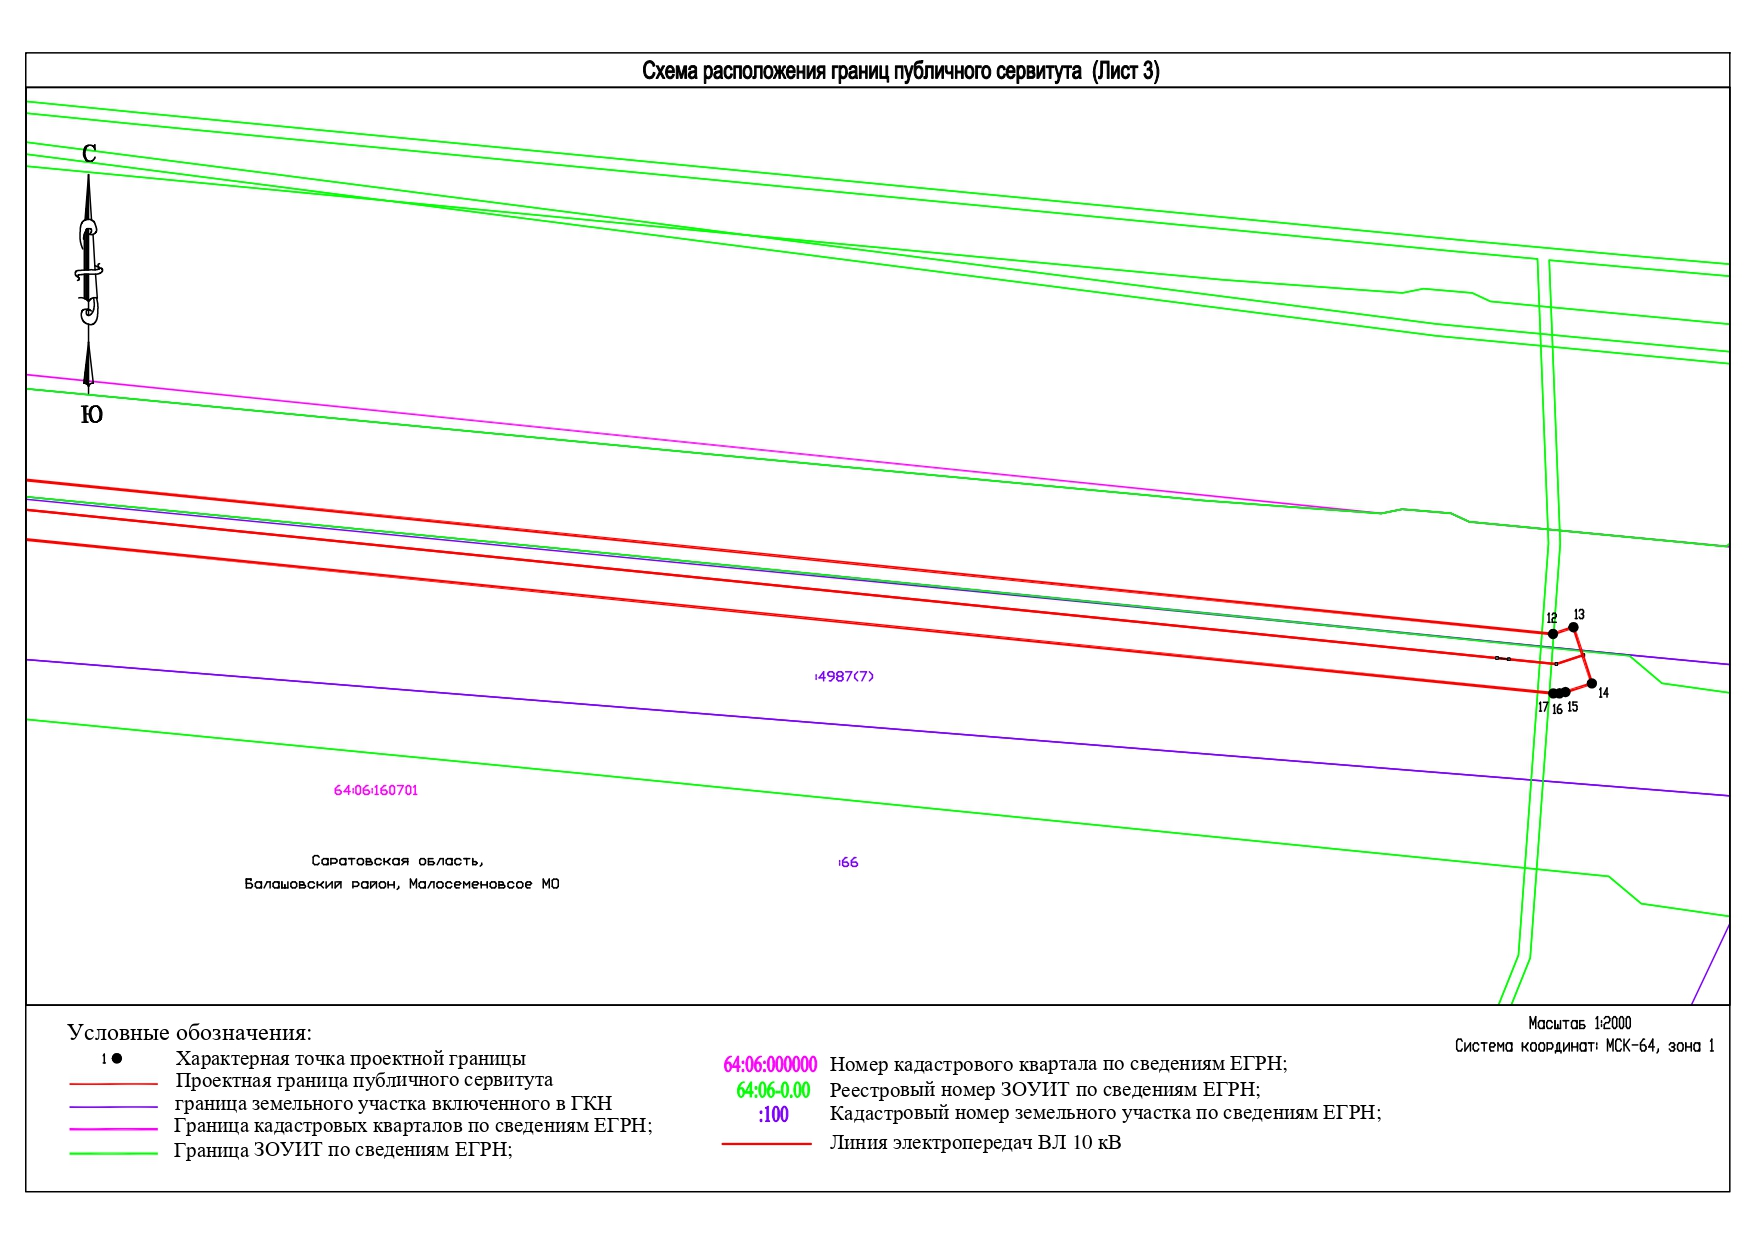 Схема расположения границ публичного сервитута (Лист 3)
С
Ю
12
13
14
17 16 15
:4987(7)
64:06:160701
:66
Саратовская область,
Балашовский район, Малосеменовсое МО
Условные обозначения:
1
Характерная точка проектной границы
Проектная граница публичного сервитута
граница земельного участка включенного в ГКН
Граница кадастровых кварталов по сведениям ЕГРН;
Граница ЗОУИТ по сведениям ЕГРН;
64:06:000000 Номер кадастрового квартала по сведениям ЕГРН;
64:06-0.00 Реестровый номер ЗОУИТ по сведениям ЕГРН;
:100 Кадастровый номер земельного участка по сведениям ЕГРН;
Линия электропередач ВЛ 10 кВ
Масштаб 1:2000
Система координат: МСК-64, зона 1